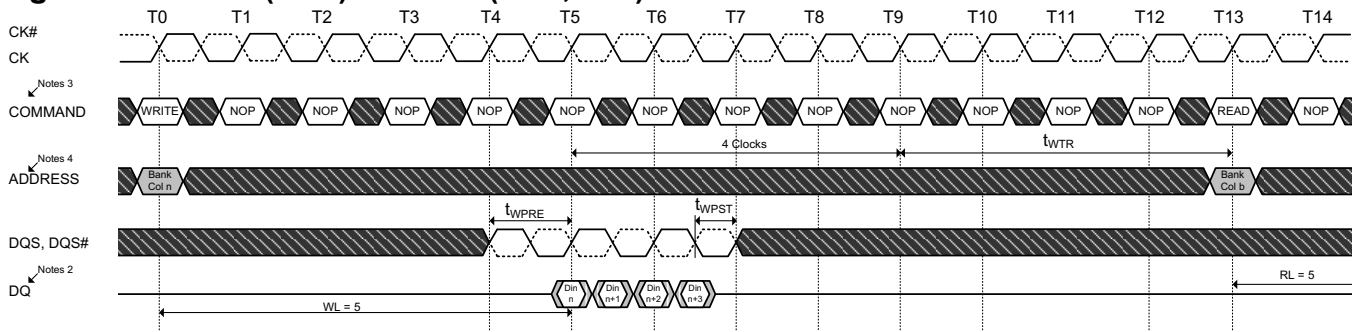 T0 T1 T2 T3 T4 T5 T6 T7 T8 T9 T10 T11 T12 T13 T14
CK#
CK
Notes 3
COMMAND WRITE NOP NOP NOP NOP NOP NOP NOP NOP NOP NOP NOP NOP READ NOP
4 Clocks tWTR
Notes 4
ADDRESS Bank Col n Bank Col b
tWPRE tWPST
DQS, DQS#
Notes 2
DQ Din n Din n+1 Din n+2 Din n+3
RL = 5
WL = 5